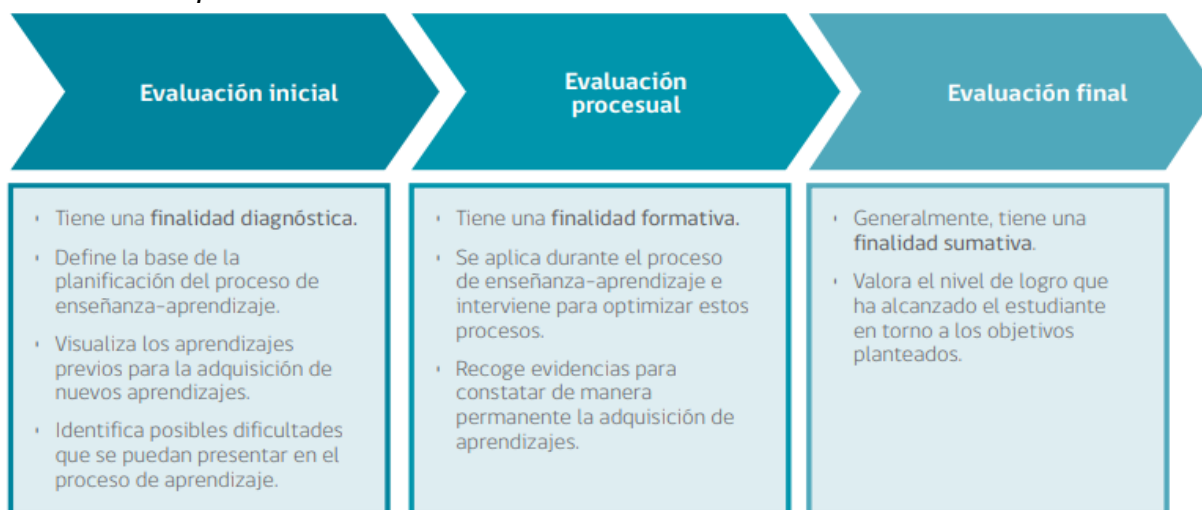 Evaluación inicial
Evaluación
procesual
Evaluación final
Tiene una finalidad diagnóstica.
Define la base de la
planificación del proceso de
enseñanza-aprendizaje.
Visualiza los aprendizajes
previos para la adquisición de
nuevos aprendizajes.
Identifica posibles dificultades
que se puedan presentar en el
proceso de aprendizaje.
Tiene una finalidad formativa.
Se aplica durante el proceso
de enseñanza-aprendizaje e
interviene para optimizar estos
procesos.
Recoge evidencias para
constatar de manera
permanente la adquisición de
aprendizajes.
Generalmente, tiene una
finalidad sumativa.
Valora el nivel de logro que
ha alcanzado el estudiante
en torno a los objetivos
planteados.